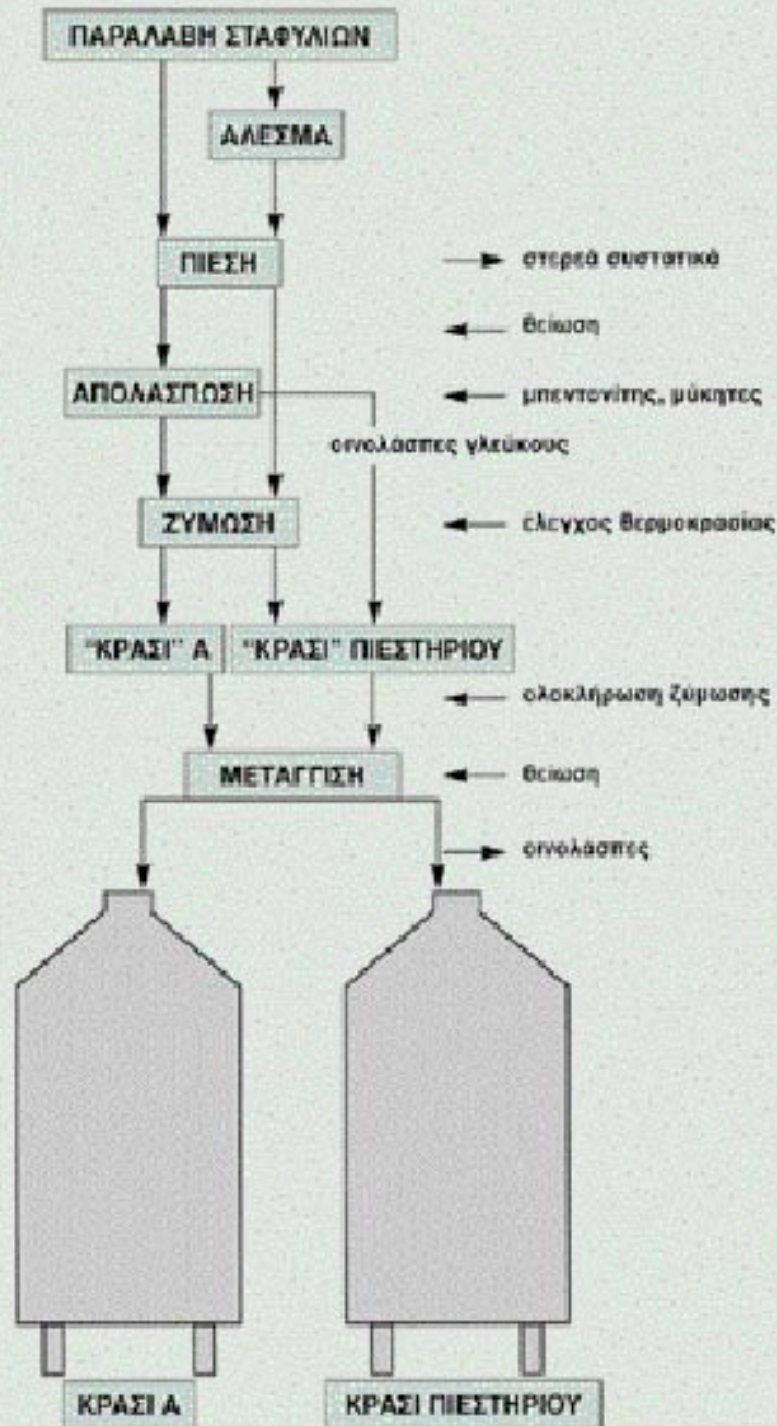 ΠΑΡΑΛΑΒΗ ΣΤΑΦΥΛΙΩΝ
ΑΛΕΣΜΑ
ΠΙΕΣΗ
στερεά συστατικά
θείωση
ΑΠΟΛΑΣΠΩΣΗ
μπεντονίτης, μύκητες
οινολάσπες γλεύκους
ΖΥΜΩΣΗ
έλεγχος θερμοκρασίας
"ΚΡΑΣΙ" Α
"ΚΡΑΣΙ" ΠΙΕΣΤΗΡΙΟΥ
ολοκλήρωση ζύμωσης
ΜΕΤΑΓΓΙΣΗ
θείωση
οινολάσπες
ΚΡΑΣΙ Α
ΚΡΑΣΙ ΠΙΕΣΤΗΡΙΟΥ